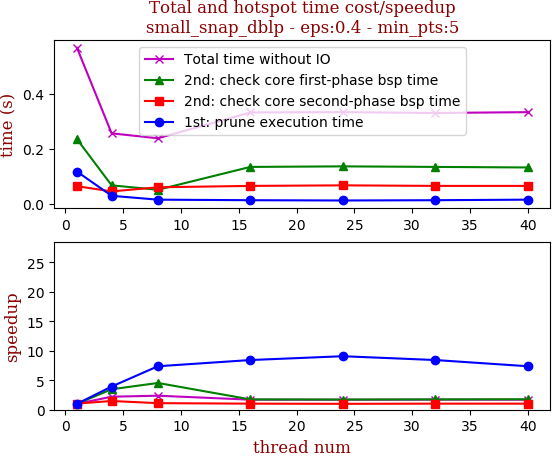 Total and hotspot time cost/speedup
small_snap_dblp - eps:0.4 - min_pts:5
time (s)
0.4
0.2
0.0
Total time without IO
2nd: check core first-phase bsp time
2nd: check core second-phase bsp time
1st: prune execution time
0 5 10 15 20 25 30 35 40
speedup
25
20
15
10
5
0
0 5 10 15 20 25 30 35 40
thread num